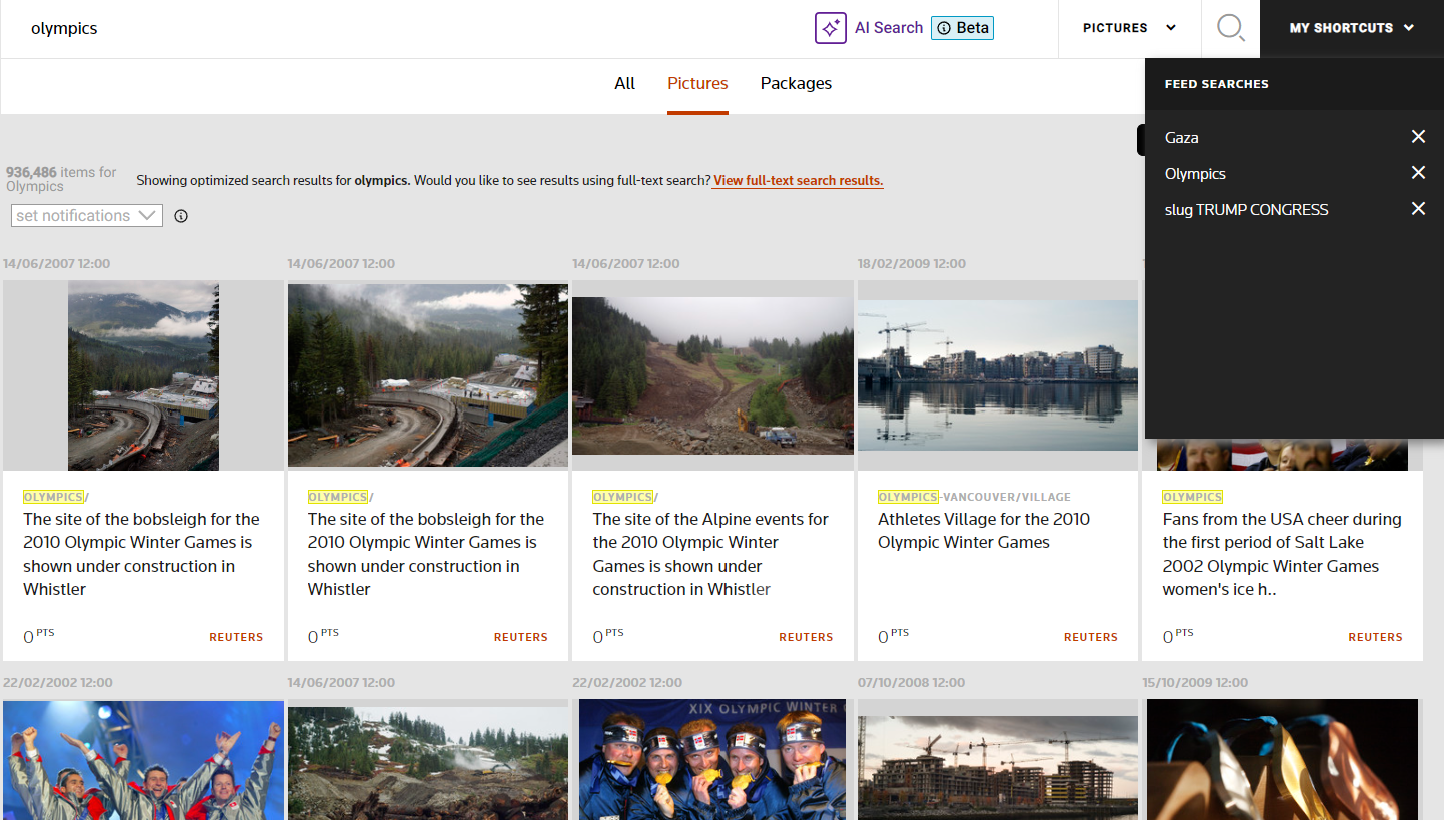 olympics
AI Search
Beta
PICTURES
MY SHORTCUTS
All
Pictures
Packages
FEED SEARCHES
Gaza
Olympics
slug TRUMP CONGRESS
936,486 items for
Olympics
Showing optimized search results for olympics. Would you like to see results using full-text search? View full-text search results.
set notifications
14/06/2007 12:00
14/06/2007 12:00
14/06/2007 12:00
18/02/2009 12:00
OLYMPICS/
The site of the bobsleigh for the
2010 Olympic Winter Games is
shown under construction in
Whistler
0 PTS
REUTERS
OLYMPICS/
The site of the bobsleigh for the
2010 Olympic Winter Games is
shown under construction in
Whistler
0 PTS
REUTERS
OLYMPICS/
The site of the Alpine events for
the 2010 Olympic Winter
Games is shown under
construction in Whistler
0 PTS
REUTERS
OLYMPICS-VANCOUVER/VILLAGE
Athletes Village for the 2010
Olympic Winter Games
0 PTS
REUTERS
OLYMPICS
Fans from the USA cheer during
the first period of Salt Lake
2002 Olympic Winter Games
women's ice h..
0 PTS
REUTERS
22/02/2002 12:00
14/06/2007 12:00
22/02/2002 12:00
07/10/2008 12:00
15/10/2009 12:00
XIX OLYMPIC WINTER